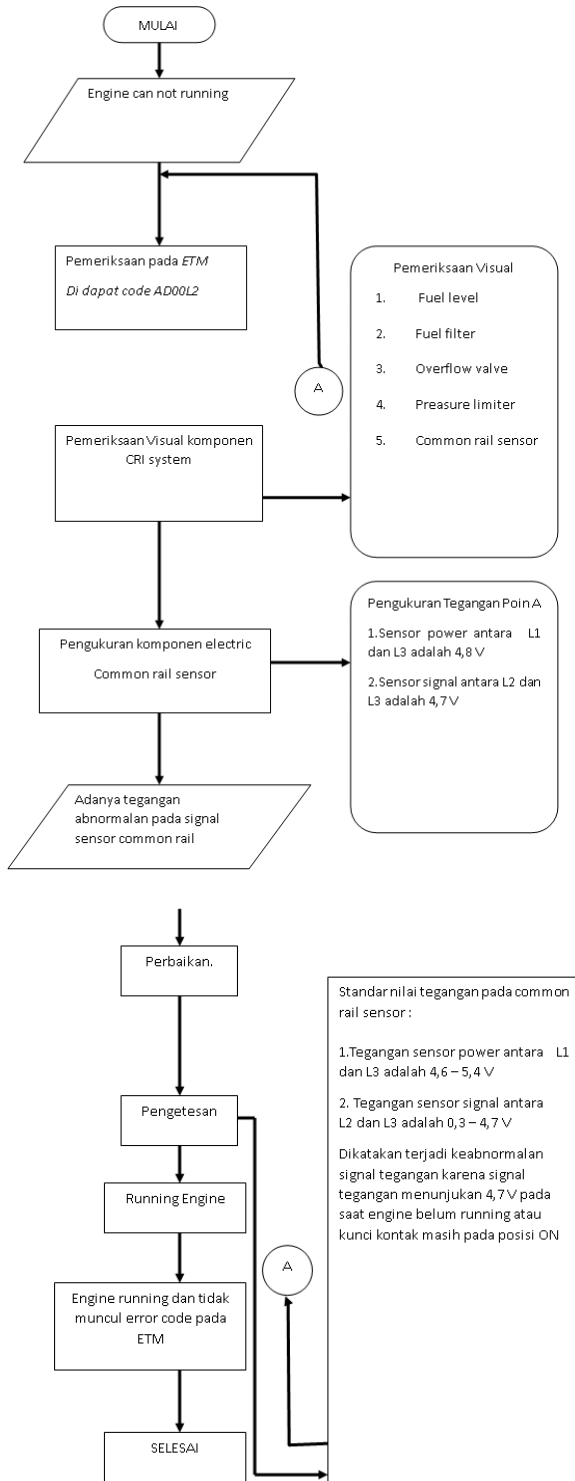 MULAI
Engine can not running
Pemeriksaan pada ETM
Di dapat code AD00L2
A
Pemeriksaan Visual
1. Fuel level
2. Fuel filter
3. Overflow valve
4. Preasure limiter
5. Common rail sensor
Pemeriksaan Visual komponen
CRI system
Pengukuran komponen electric
Common rail sensor
Pengukuran Tegangan Poin A
1.Sensor power antara L1
dan L3 adalah 4,8 V
2.Sensor signal antara L2 dan
L3 adalah 4,7 V
Adanya tegangan
abnormalan pada signal
sensor common rail
Perbaikan.
Pengetesan
Running Engine
Engine running dan tidak
muncul error code pada
ETM
SELESAI
Standar nilai tegangan pada common
rail sensor :
1.Tegangan sensor power antara L1
dan L3 adalah 4,6 – 5,4 V
2. Tegangan sensor signal antara
L2 dan L3 adalah 0,3 – 4,7 V
Dikatakan terjadi keabnormalan
signal tegangan karena signal
tegangan menunjukan 4,7 V pada
saat engine belum running atau
kunci kontak masih pada posisi ON
A